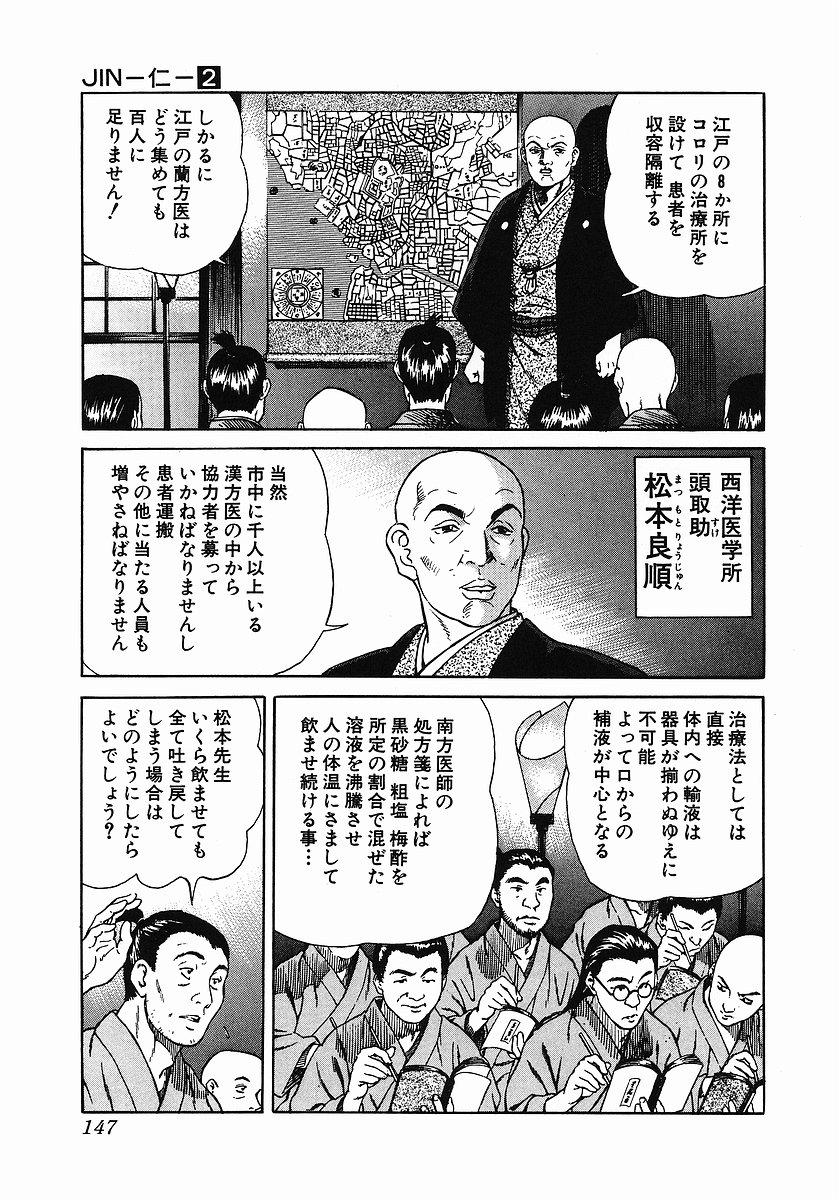 JIN－仁－2
江戸の8か所に
コロリの治療所を
設けて 患者を
収容隔離する
しかるに
江戸の蘭方医は
どう集めても
百人に
足りません！
西洋医学所
頭取助
すけ
松本良順
まつもとりょうじゅん
当然
市中に千人以上いる
漢方医の中から
協力者を募って
いかねばなりませんし
患者運搬
その他に当たる人員も
増やさねばなりません
治療法としては
直接
体内への輸液は
器具が揃わぬゆえに
不可能
よって口からの
補液が中心となる
南方医師の
処方箋によれば
黒砂糖 粗塩 梅酢を
所定の割合で混ぜた
溶液を沸騰させ
人の体温にさまして
飲ませ続ける事…
松本先生
いくら飲ませても
全て吐き戻して
しまう場合は
どのようにしたら
よいでしょう？
147